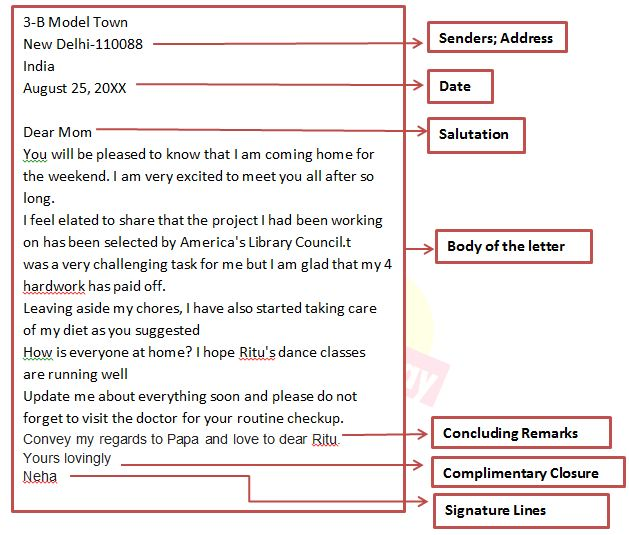 3-B Model Town
New Delhi-110088
India
August 25, 20XX
Dear Mom
You will be pleased to know that I am coming home for
the weekend. I am very excited to meet you all after so
long.
I feel elated to share that the project I had been working
on has been selected by America's Library Council.t
was a very challenging task for me but I am glad that my 4
hardwork has paid off.
Leaving aside my chores, I have also started taking care
of my diet as you suggested
How is everyone at home? I hope Ritu's dance classes
are running well
Update me about everything soon and please do not
forget to visit the doctor for your routine checkup.
Convey my regards to Papa and love to dear Ritu.
Yours lovingly
Neha
Senders; Address
Date
Salutation
Body of the letter
Concluding Remarks
Complimentary Closure
Signature Lines